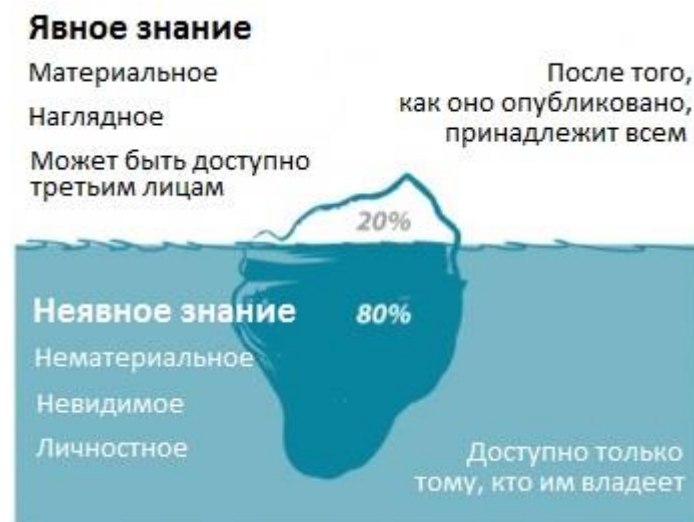 Явное знание
Материальное
Наглядное
Может быть доступно
третьим лицам
После того,
как оно опубликовано,
принадлежит всем
20%
Неявное знание
80%
Нематериальное
Невидимое
Личностное
Доступно только
тому, кто им владеет